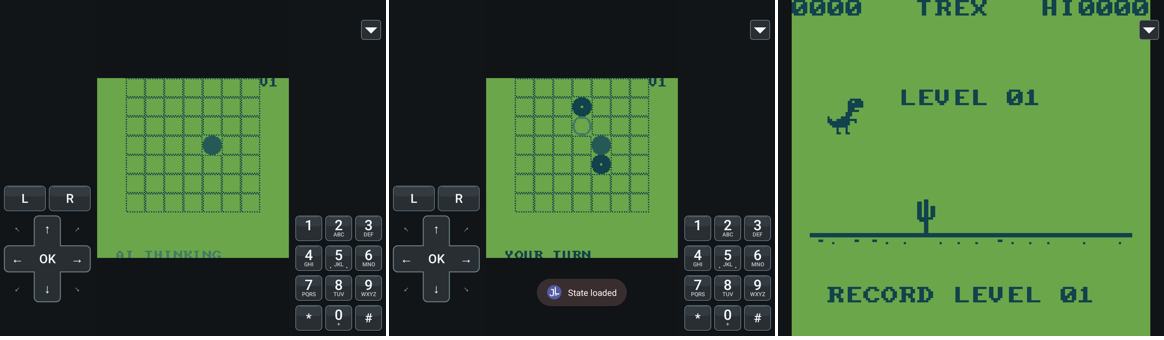 01
AI THINKING
L R
OK
1 2 ABC 3 DEF
4 GHI 5 JKL 6 MNO
7 PQRS 8 TUV 9 WXYZ
* 0 + #
01
YOUR TURN
L R
OK
State loaded
1 2 ABC 3 DEF
4 GHI 5 JKL 6 MNO
7 PQRS 8 TUV 9 WXYZ
* 0 + #
0000 TREX HI0000
LEVEL 01
RECORD LEVEL 01